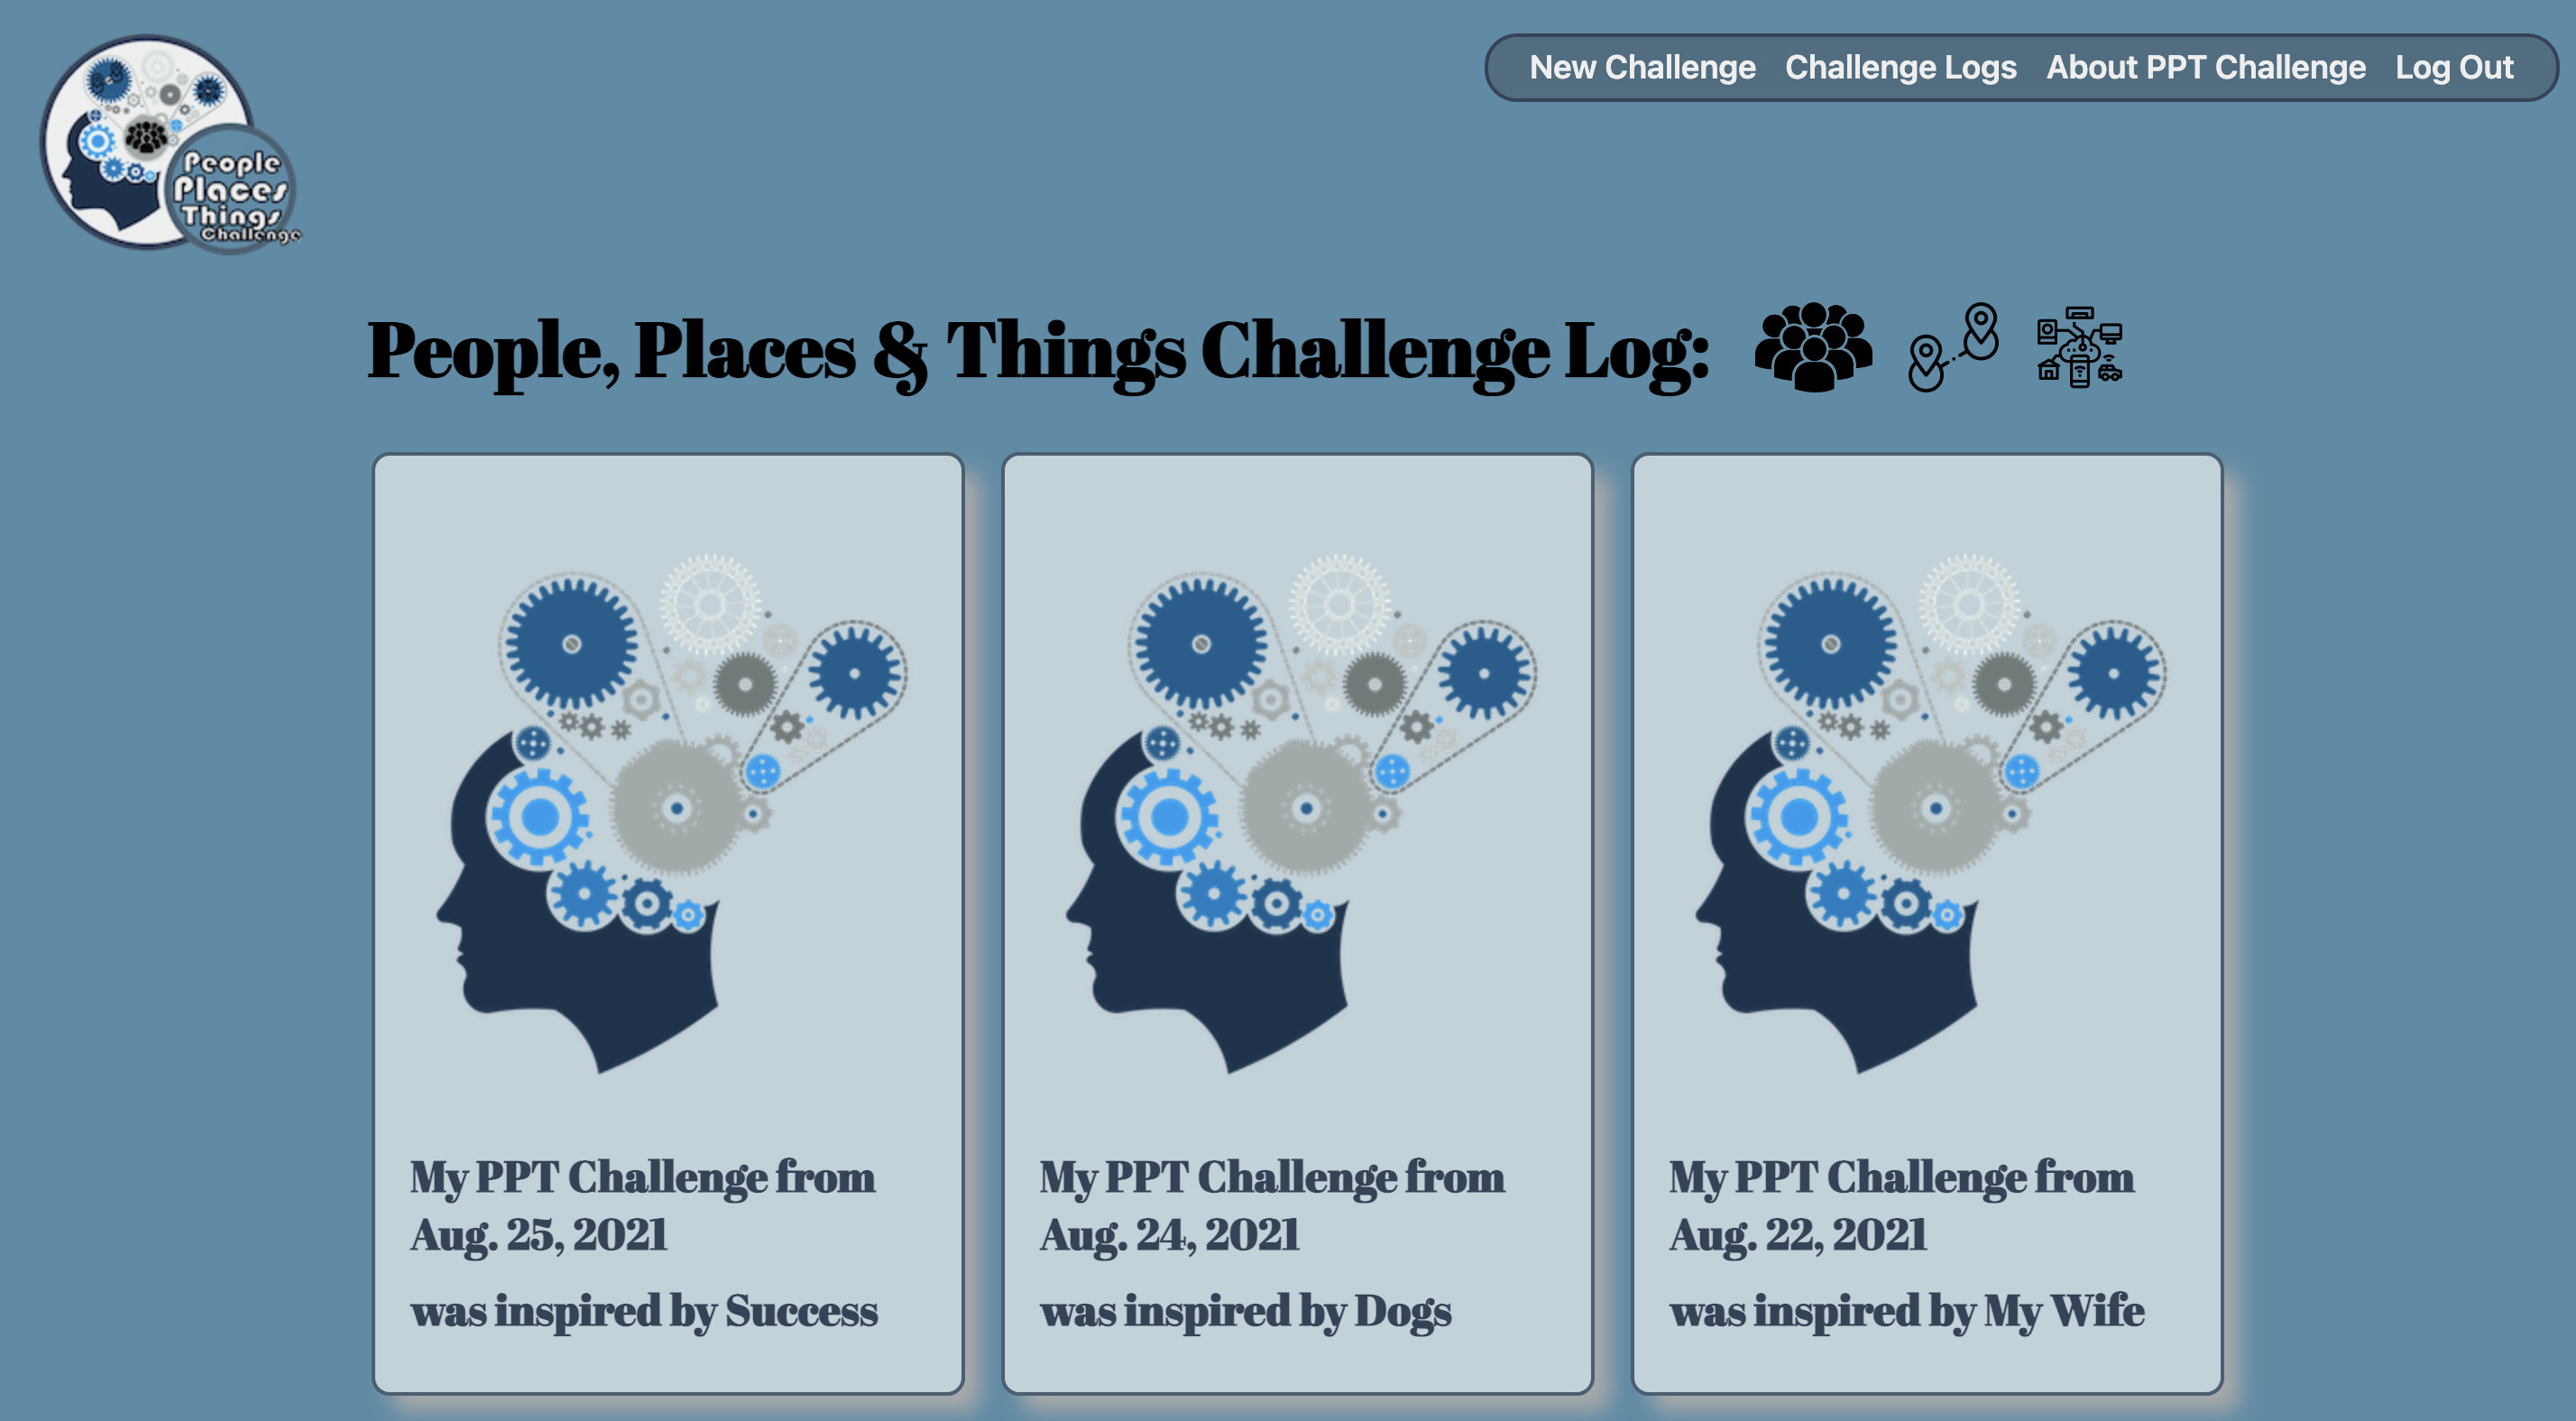 People
Places
Things
Challenge
New Challenge Challenge Logs About PPT Challenge Log Out
People, Places & Things Challenge Log:
My PPT Challenge from
Aug. 25, 2021
was inspired by Success
My PPT Challenge from
Aug. 24, 2021
was inspired by Dogs
My PPT Challenge from
Aug. 22, 2021
was inspired by My Wife